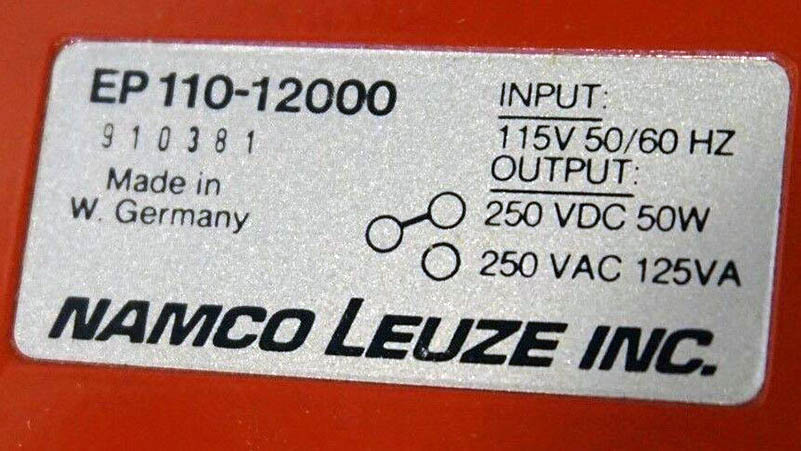 EP 110-12000
910381
Made in
W. Germany
INPUT:
115V 50/60 HZ
OUTPUT:
250 VDC 50W
250 VAC 125VA
NAMCO LEUZE INC.